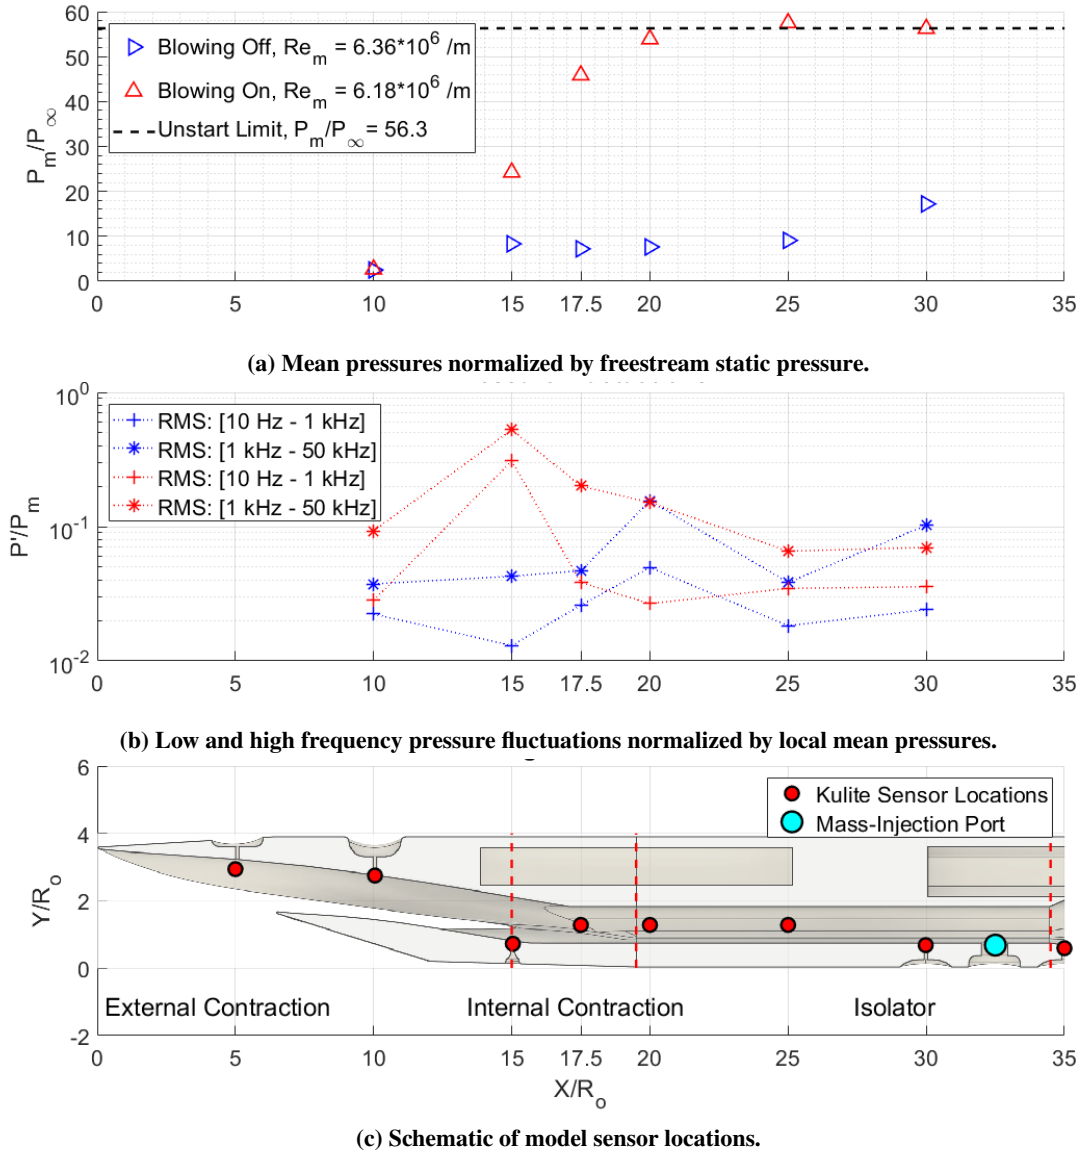 60
50
40
30
20
10
0
P_m/P_∞
▷ Blowing Off, Re_m = 6.36*10^6 /m
△ Blowing On, Re_m = 6.18*10^6 /m
Unstart Limit, P_m/P_∞ = 56.3
0 5 10 15 17.5 20 25 30 35
(a) Mean pressures normalized by freestream static pressure.
10^0
10^-1
10^-2
P'/P_m
RMS: [10 Hz - 1 kHz]
RMS: [1 kHz - 50 kHz]
RMS: [10 Hz - 1 kHz]
RMS: [1 kHz - 50 kHz]
0 5 10 15 17.5 20 25 30 35
(b) Low and high frequency pressure fluctuations normalized by local mean pressures.
6
4
2
0
-2
Y/R_o
Kulite Sensor Locations
Mass-Injection Port
External Contraction Internal Contraction Isolator
0 5 10 15 17.5 20 25 30 35
X/R_o
(c) Schematic of model sensor locations.